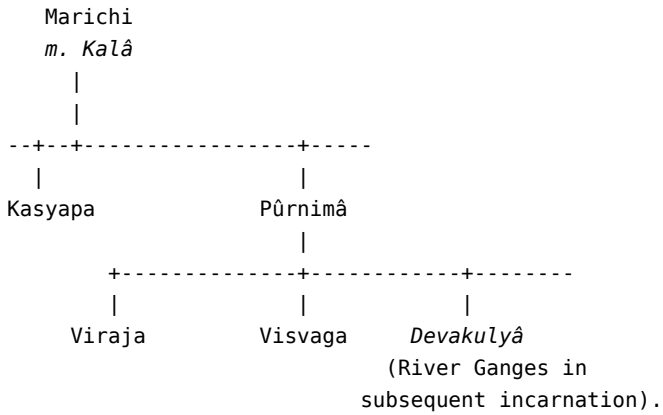 Marichi
m. Kalâ
Kasyapa Pûrnimâ
Viraja Visvaga Devakulyâ
(River Ganges in
subsequent incarnation).